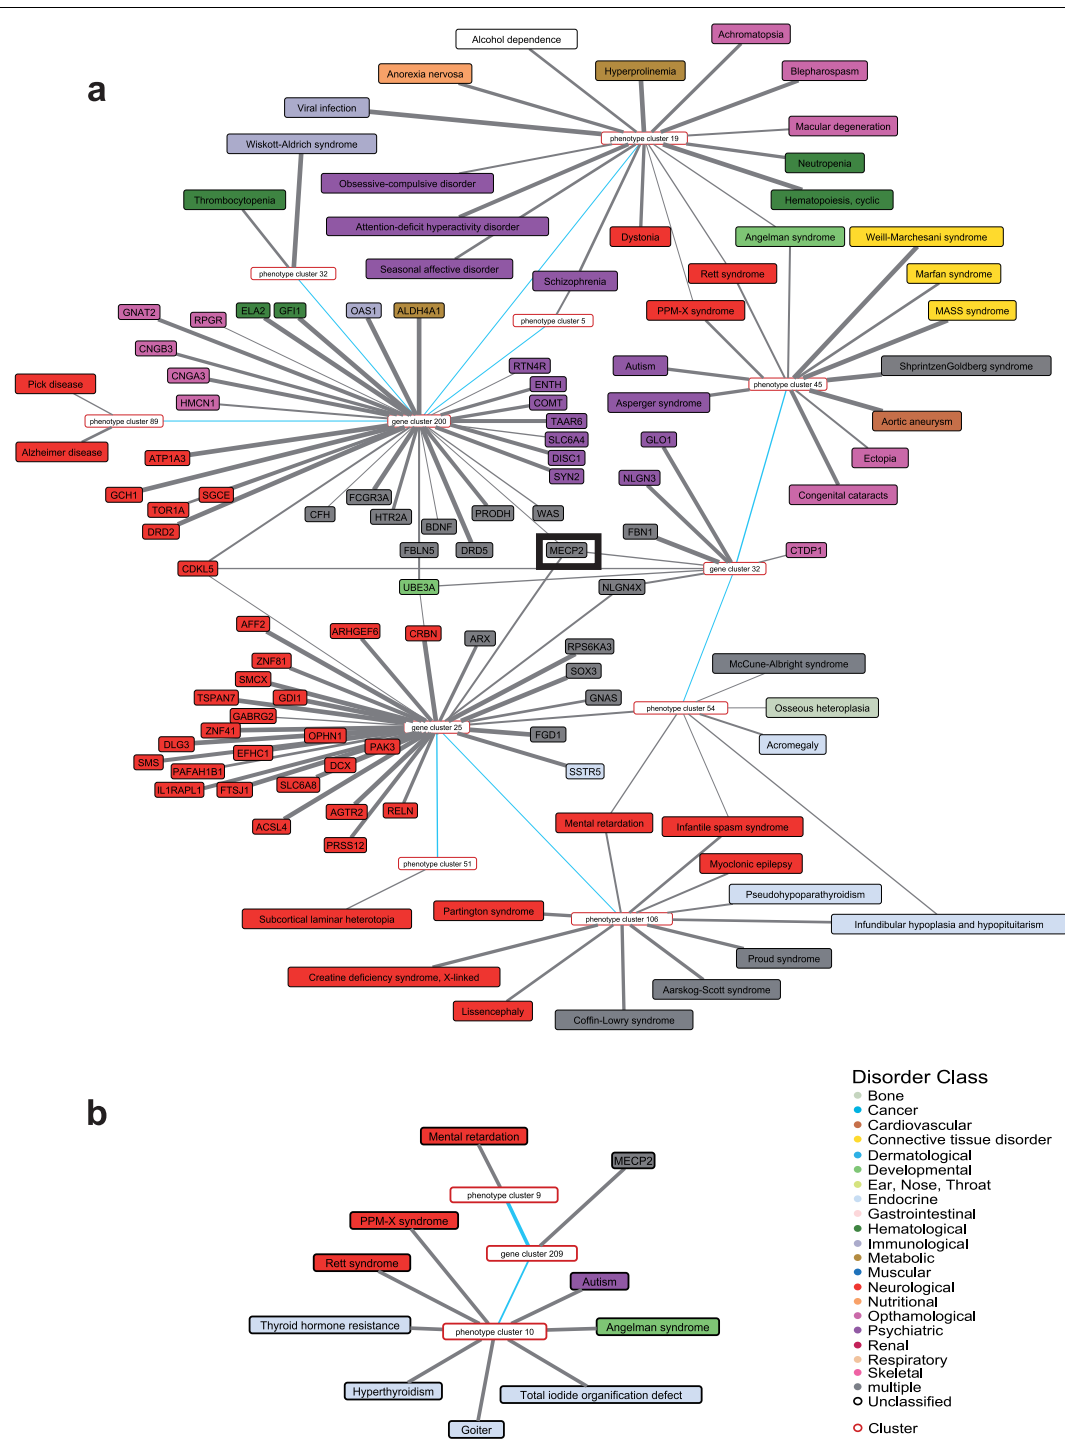 a
Alcohol dependence
Achromatopsia
Anorexia nervosa
Hyperprolinemia
Blepharospasm
Viral infection
Macular degeneration
Wiskott-Aldrich syndrome
phenotype cluster 19
Neutropenia
Obsessive-compulsive disorder
Thrombocytopenia
Hematopoiesis, cyclic
Attention-deficit hyperactivity disorder
Dystonia
Angelman syndrome
Weill-Marchesani syndrome
Seasonal affective disorder
phenotype cluster 32
Schizophrenia
Rett syndrome
Marfan syndrome
GNAT2
RPGR
ELA2
GFI1
OAS1
ALDH4A1
phenotype cluster 5
PPM-X syndrome
MASS syndrome
CNGB3
RTN4R
Autism
ShprintzenGoldberg syndrome
Pick disease
CNGA3
ENTH
phenotype cluster 45
HMCN1
COMT
Asperger syndrome
phenotype cluster 89
gene cluster 200
TAAR6
Aortic aneurysm
Alzheimer disease
ATP1A3
SLC6A4
GLO1
DISC1
Ectopia
SYN2
NLGN3
GCH1
SGCE
FCGR3A
Congenital cataracts
TOR1A
CFH
HTR2A
PRODH
WAS
DRD2
BDNF
FBN1
FBLN5
DRD5
MECP2
CTDP1
CDKL5
gene cluster 32
UBE3A
NLGN4X
AFF2
ARHGEF6
CRBN
ARX
RPS6KA3
ZNF81
McCune-Albright syndrome
SMCX
SOX3
TSPAN7
GDI1
GNAS
Osseous heteroplasia
GABRG2
phenotype cluster 54
ZNF41
gene cluster 25
DLG3
OPHN1
FGD1
Acromegaly
SMS
EFHC1
PAK3
PAFAH1B1
DCX
SSTR5
IL1RAPL1
FTSJ1
SLC6A8
ACSL4
AGTR2
RELN
Mental retardation
Infantile spasm syndrome
PRSS12
phenotype cluster 51
Myoclonic epilepsy
Pseudohypoparathyroidism
Subcortical laminar heterotopia
Partington syndrome
phenotype cluster 106
Infundibular hypoplasia and hypopituitarism
Proud syndrome
Creatine deficiency syndrome, X-linked
Aarskog-Scott syndrome
Lissencephaly
Coffin-Lowry syndrome
b
Mental retardation
MECP2
phenotype cluster 9
PPM-X syndrome
gene cluster 209
Rett syndrome
Autism
Thyroid hormone resistance
phenotype cluster 10
Angelman syndrome
Hyperthyroidism
Total iodide organification defect
Goiter
Disorder Class
Bone
Cancer
Cardiovascular
Connective tissue disorder
Dermatological
Developmental
Ear, Nose, Throat
Endocrine
Gastrointestinal
Hematological
Immunological
Metabolic
Muscular
Neurological
Nutritional
Opthamological
Psychiatric
Renal
Respiratory
Skeletal
multiple
Unclassified
Cluster